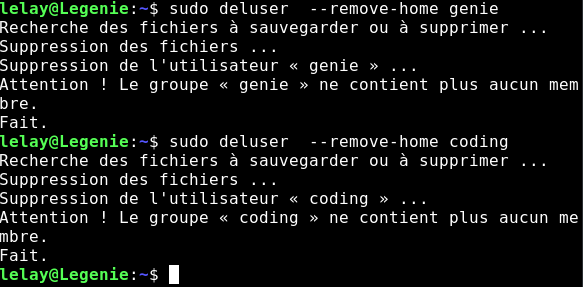 lelay@Legenie:~$ sudo deluser  --remove-home genie
Recherche des fichiers à sauvegarder ou à supprimer ...
Suppression des fichiers ...
Suppression de l'utilisateur « genie » ...
Attention ! Le groupe « genie » ne contient plus aucun mem
bre.
Fait.
lelay@Legenie:~$ sudo deluser  --remove-home coding
Recherche des fichiers à sauvegarder ou à supprimer ...
Suppression des fichiers ...
Suppression de l'utilisateur « coding » ...
Attention ! Le groupe « coding » ne contient plus aucun me
mbre.
Fait.
lelay@Legenie:~$